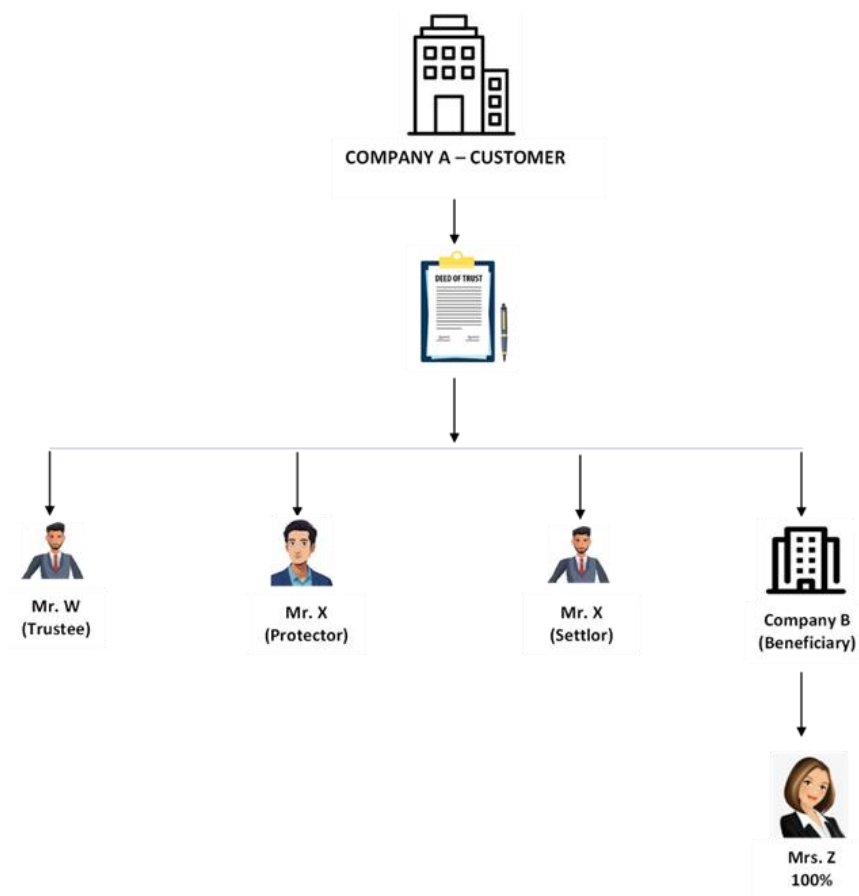 COMPANY A – CUSTOMER
DEED OF TRUST
Mr. W
(Trustee)
Mr. X
(Protector)
Mr. X
(Settlor)
Company B
(Beneficiary)
Mrs. Z
100%